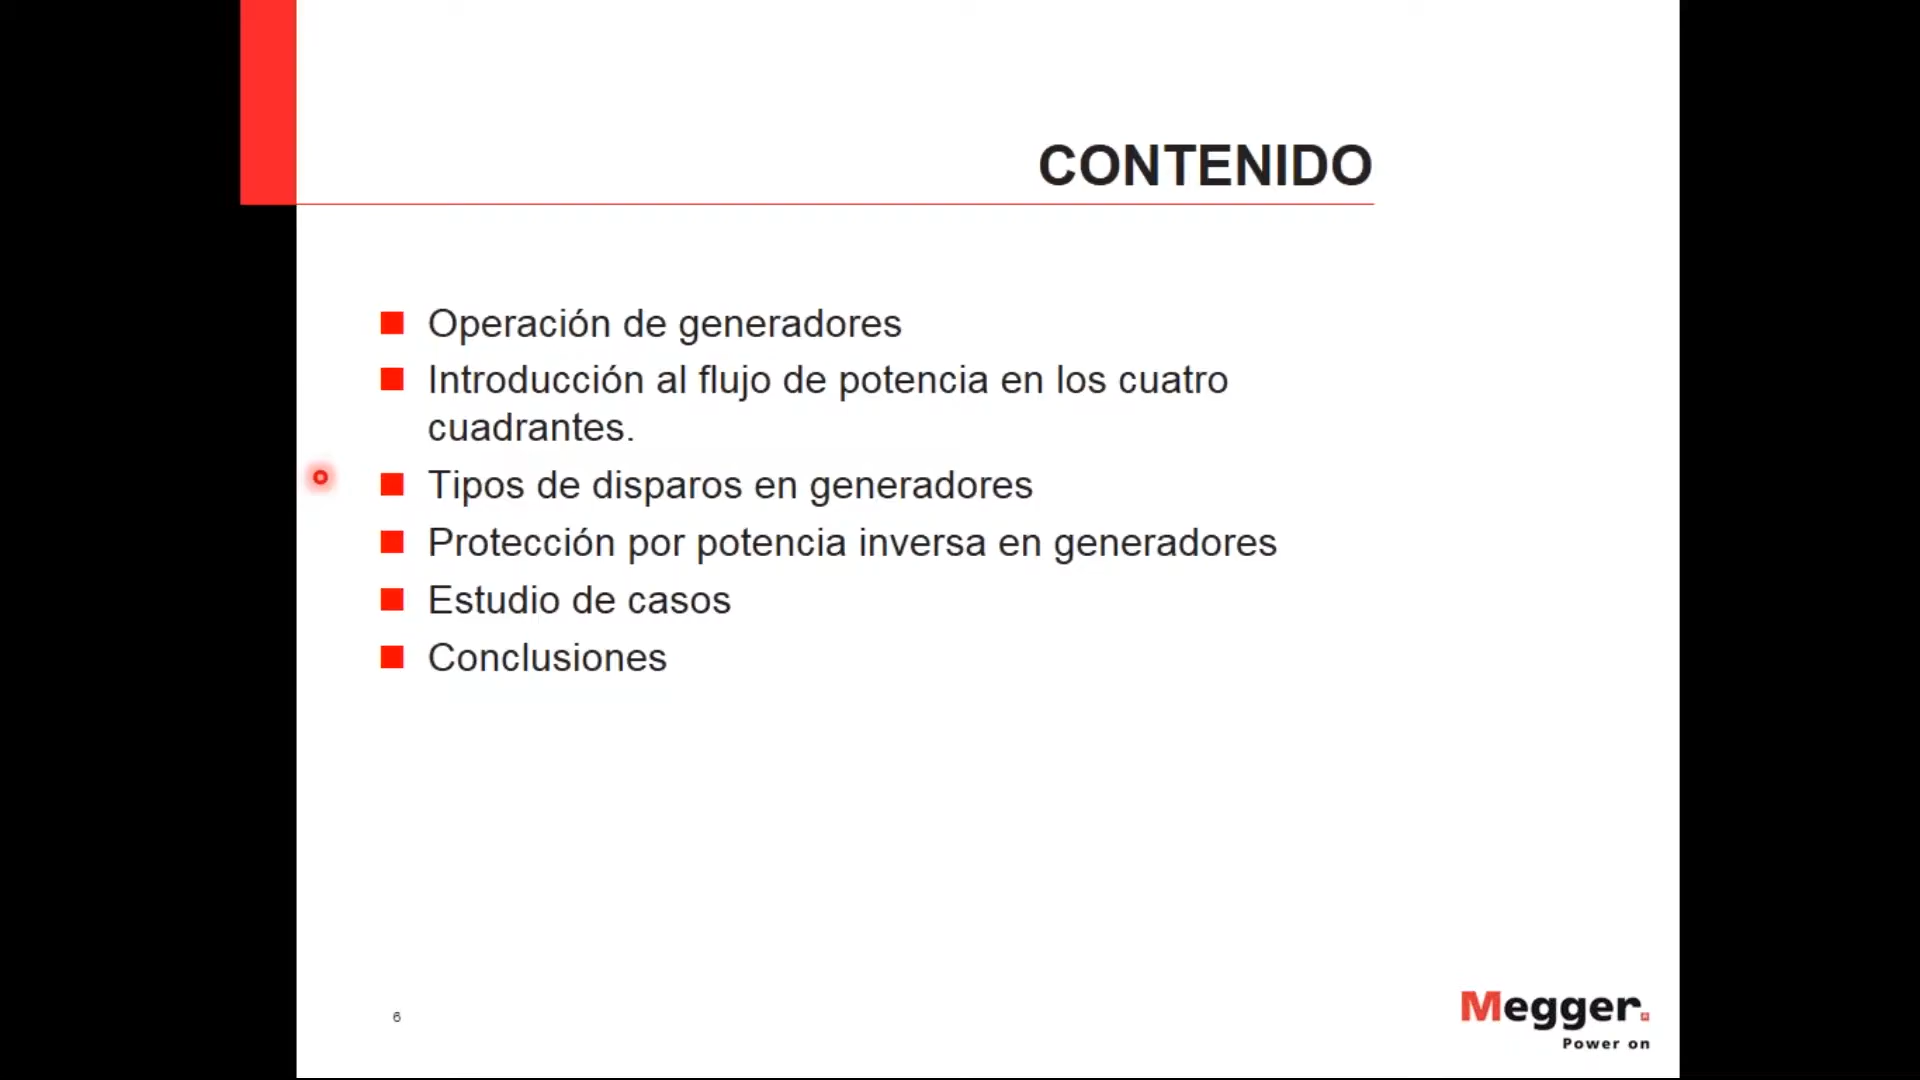 CONTENIDO
Operación de generadores
Introducción al flujo de potencia en los cuatro
cuadrantes.
Tipos de disparos en generadores
Protección por potencia inversa en generadores
Estudio de casos
Conclusiones
6
Megger.
Power on